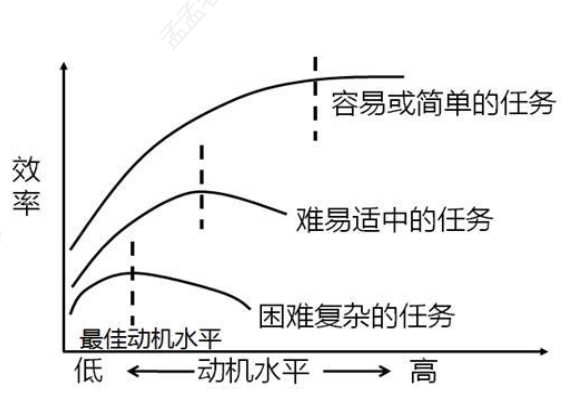 容易或简单的任务
效率
难易适中的任务
困难复杂的任务
最佳动机水平
低 动机水平 高